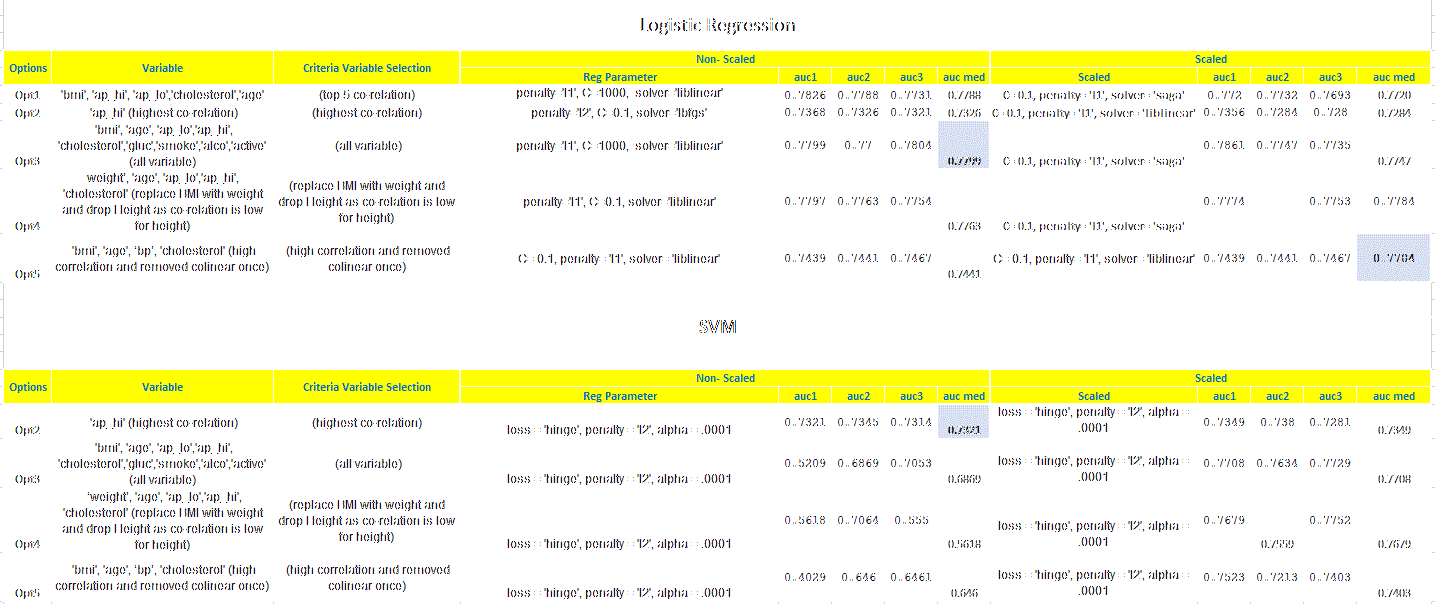 Logistic Regression
Options Variable Criteria Variable Selection Non- Scaled Scaled
Reg Parameter auc1 auc2 auc3 auc med Scaled auc1 auc2 auc3 auc med
Opt1 'bmi', 'ap_hi', 'ap_lo','cholesterol','age' (top 5 co-relation) penalty='l1', C=1000, solver='liblinear' 0.7826 0.7788 0.7731 0.7788 C=0.1, penalty='l1', solver='saga' 0.772 0.7732 0.7693 0.7720
Opt2 'ap_hi' (highest co-relation) (highest co-relation) penalty='l2', C=0.1, solver='lbfgs' 0.7368 0.7326 0.7321 0.7326 C=0.1, penalty='l1', solver='liblinear' 0.7356 0.7284 0.728 0.7284
'bmi', 'age', 'ap_lo','ap_hi',
'cholesterol','gluc','smoke','alco','active' (all variable) penalty='l1', C=1000, solver='liblinear' 0.7799 0.77 0.7804 0.7861 0.7747 0.7735
Opt3 (all variable) 0.7799 C=0.1, penalty='l1', solver='saga' 0.7747
weight', 'age', 'ap_lo','ap_hi',
'cholesterol' (replace BMI with weight (replace BMI with weight and
and drop Height as co-relation is low drop Height as co-relation is low penalty='l1', C=0.1, solver='liblinear' 0.7797 0.7763 0.7754 0.7774 0.7753 0.7784
for height) for height)
Opt4 0.7763 C=0.1, penalty='l1', solver='saga'
'bmi', 'age', 'bp', 'cholesterol' (high (high correlation and removed
correlation and removed colinear once) colinear once) C=0.1, penalty='l1', solver='liblinear' 0.7439 0.7441 0.7467 C=0.1, penalty='l1', solver='liblinear' 0.7439 0.7441 0.7467
Opt5 0.7441
SVM
Options Variable Criteria Variable Selection Non- Scaled Scaled
Reg Parameter auc1 auc2 auc3 auc med Scaled auc1 auc2 auc3 auc med
Opt2 'ap_hi' (highest co-relation) (highest co-relation) loss='hinge', penalty='l2', alpha=.0001 0.7321 0.7345 0.7314 0.7321 loss='hinge', penalty='l2', alpha= 0.7349 0.738 0.7281 0.7349
.0001
'bmi', 'age', 'ap_lo','ap_hi',
'cholesterol','gluc','smoke','alco','active' (all variable) 0.5209 0.6869 0.7053 loss='hinge', penalty='l2', alpha= 0.7708 0.7634 0.7729
Opt3 (all variable) loss='hinge', penalty='l2', alpha=.0001 0.6869 .0001 0.7708
'weight', 'age', 'ap_lo','ap_hi',
'cholesterol' (replace BMI with weight (replace BMI with weight and
and drop Height as co-relation is low drop Height as co-relation is low 0.5618 0.7064 0.555 loss='hinge', penalty='l2', alpha= 0.7679 0.7752
for height) for height)
Opt4 loss='hinge', penalty='l2', alpha=.0001 0.5618 .0001 0.7559 0.7679
'bmi', 'age', 'bp', 'cholesterol' (high (high correlation and removed
correlation and removed colinear once) colinear once) 0.4029 0.646 0.6461 loss='hinge', penalty='l2', alpha= 0.7523 0.7213 0.7403
Opt5 loss='hinge', penalty='l2', alpha=.0001 0.646 .0001 0.7403